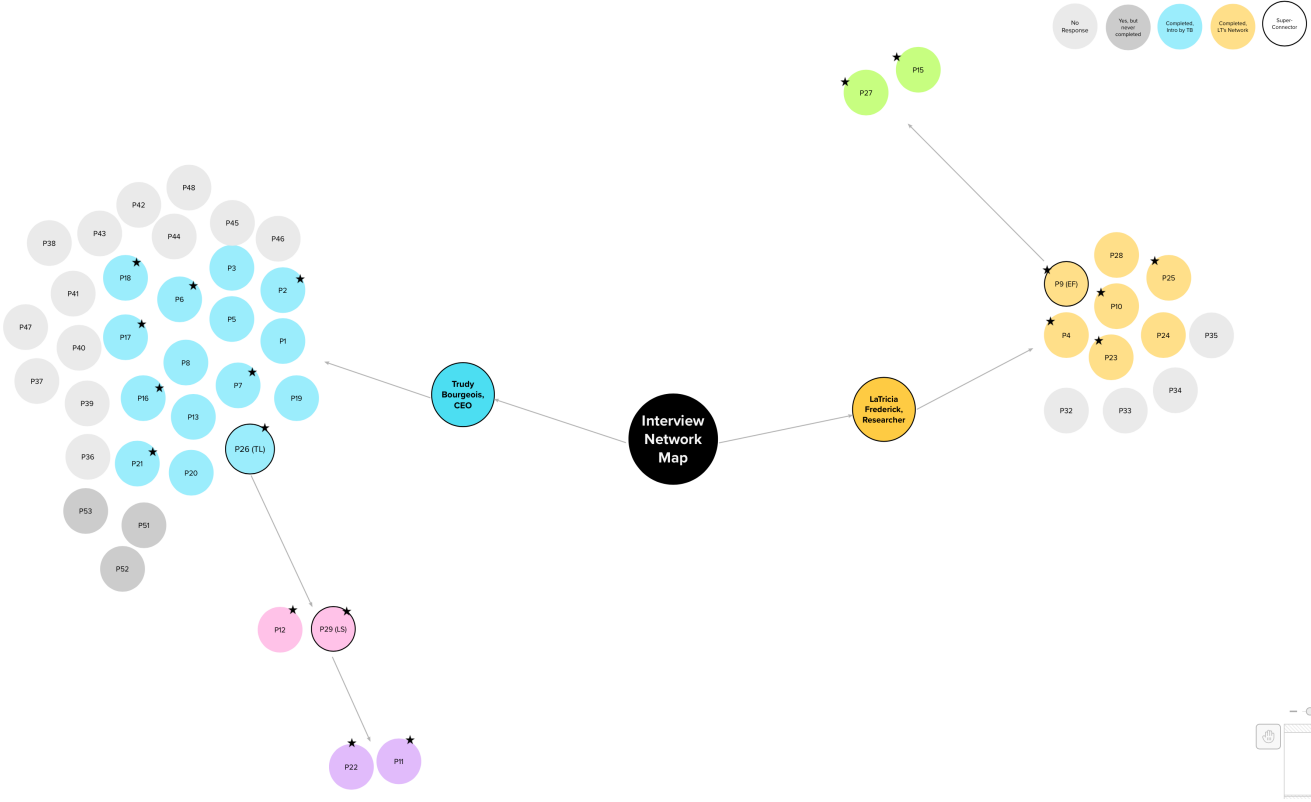 No
Response
Yes, but
never
completed
Completed,
Intro by TB
Completed,
LT's Network
Super-
Connector
P15
P27
P48
P42
P45
P43
P44
P46
P38
P3
P18
P2
P41
P6
P5
P47
P17
P1
P40
P8
P37
P7
P16
P19
P39
P13
P26 (TL)
P36
P21
P20
P53
P51
P52
Trudy
Bourgeois,
CEO
Interview
Network
Map
LaTricia
Frederick,
Researcher
P28
P25
P9 (EF)
P10
P4
P24
P35
P23
P34
P32
P33
P12
P29 (LS)
P22
P11